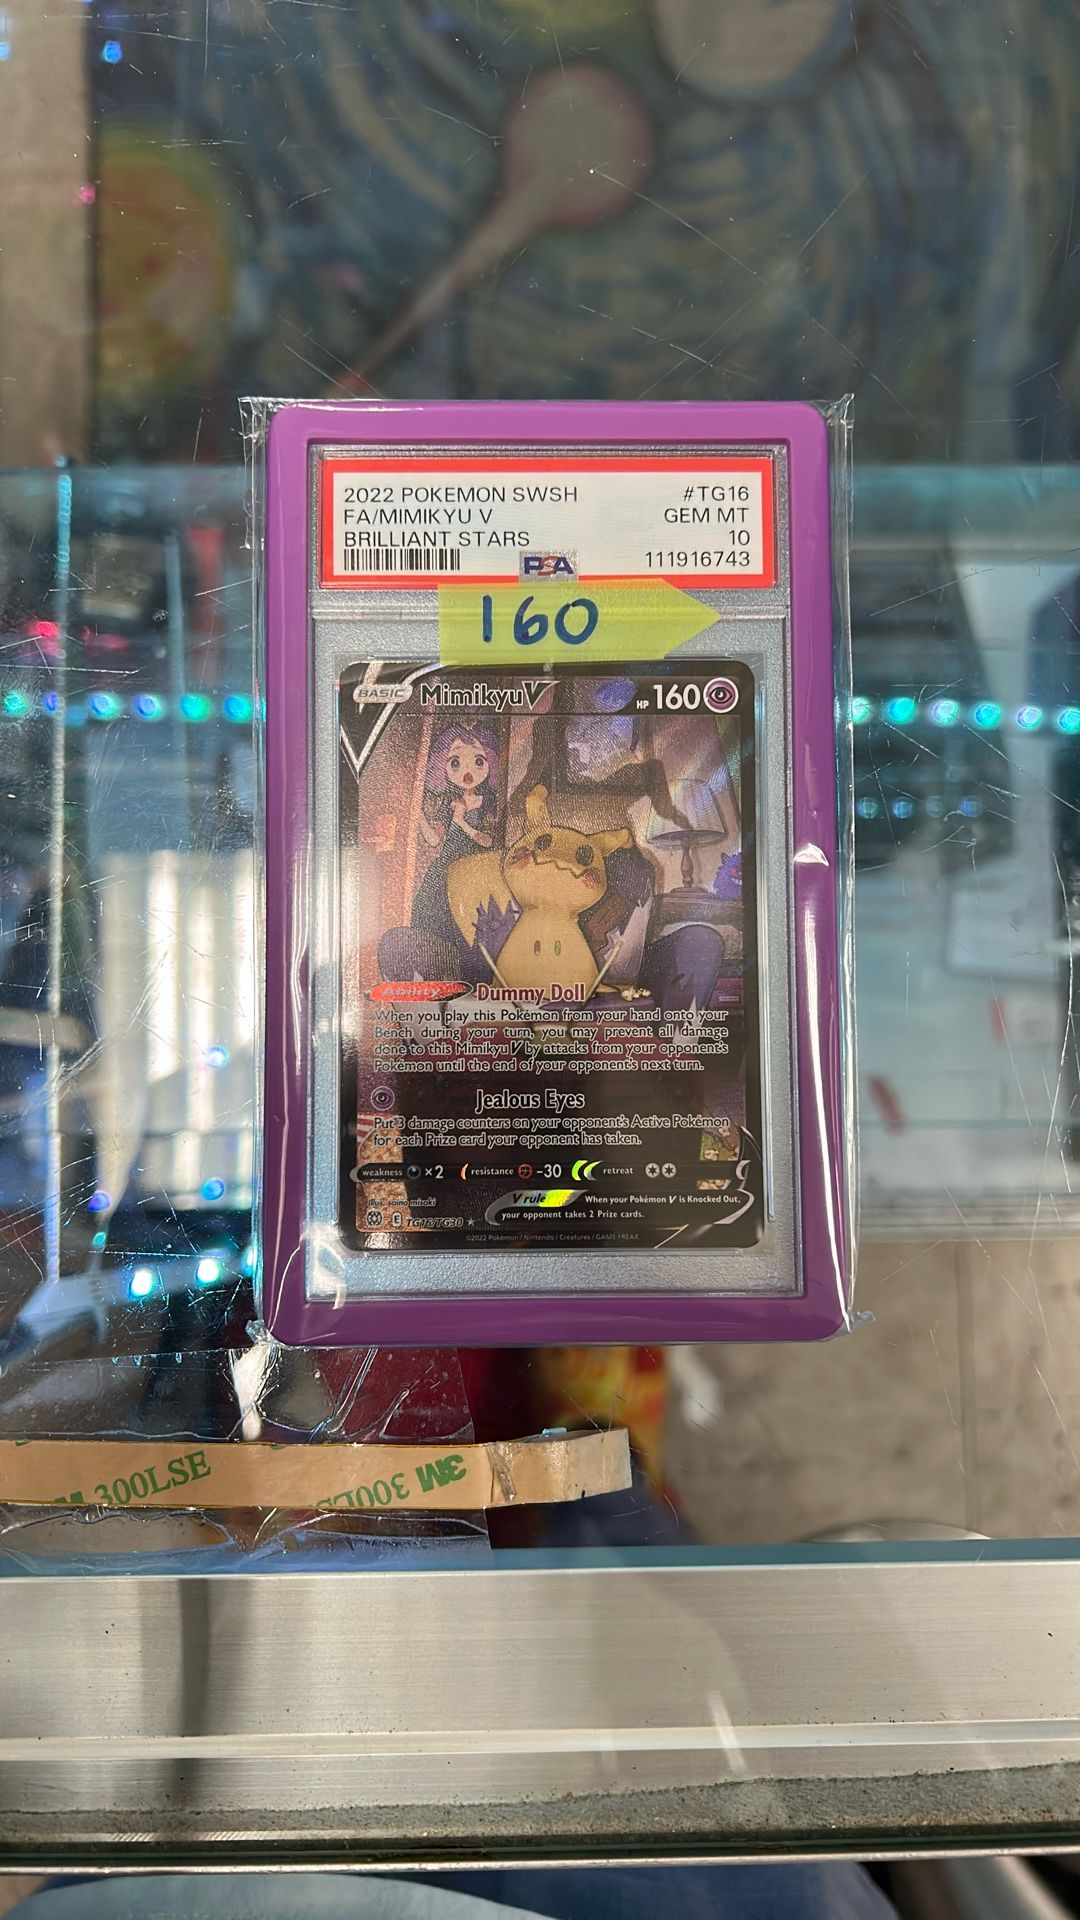 2022 POKEMON SWSH #TG16
FA/MIMIKYU V GEM MT
BRILLIANT STARS 10
PSA 111916743
160
BASIC Mimikyu V HP 160
Ability Dummy Doll
When you play this Pokémon from your hand onto your
Bench during your turn, you may prevent all damage
done to this Mimikyu V by attacks from your opponent's
Pokémon until the end of your opponent's next turn.
Jealous Eyes
Put 3 damage counters on your opponent's Active Pokémon
for each Prize card your opponent has taken.
weakness ×2 resistance -30 retreat
V rule When your Pokémon V is Knocked Out,
your opponent takes 2 Prize cards.
illus. saino misaki
E TG16/TG30 ★
©2022 Pokémon / Nintendo / Creatures / GAME FREAK
300LSE
300LSE 3M